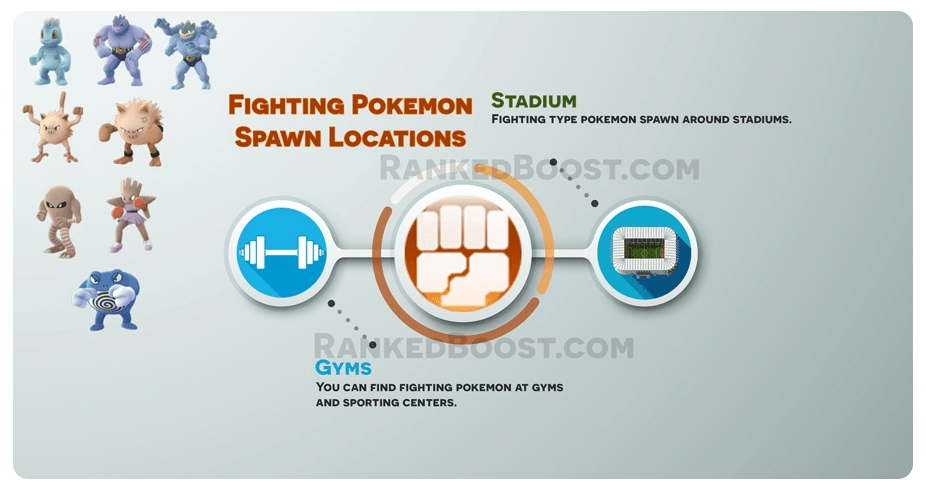 Fighting Pokemon
Spawn Locations
Stadium
Fighting type pokemon spawn around stadiums.
RankedBoost.com
RankedBoost.com
Gyms
You can find fighting pokemon at gyms
and sporting centers.